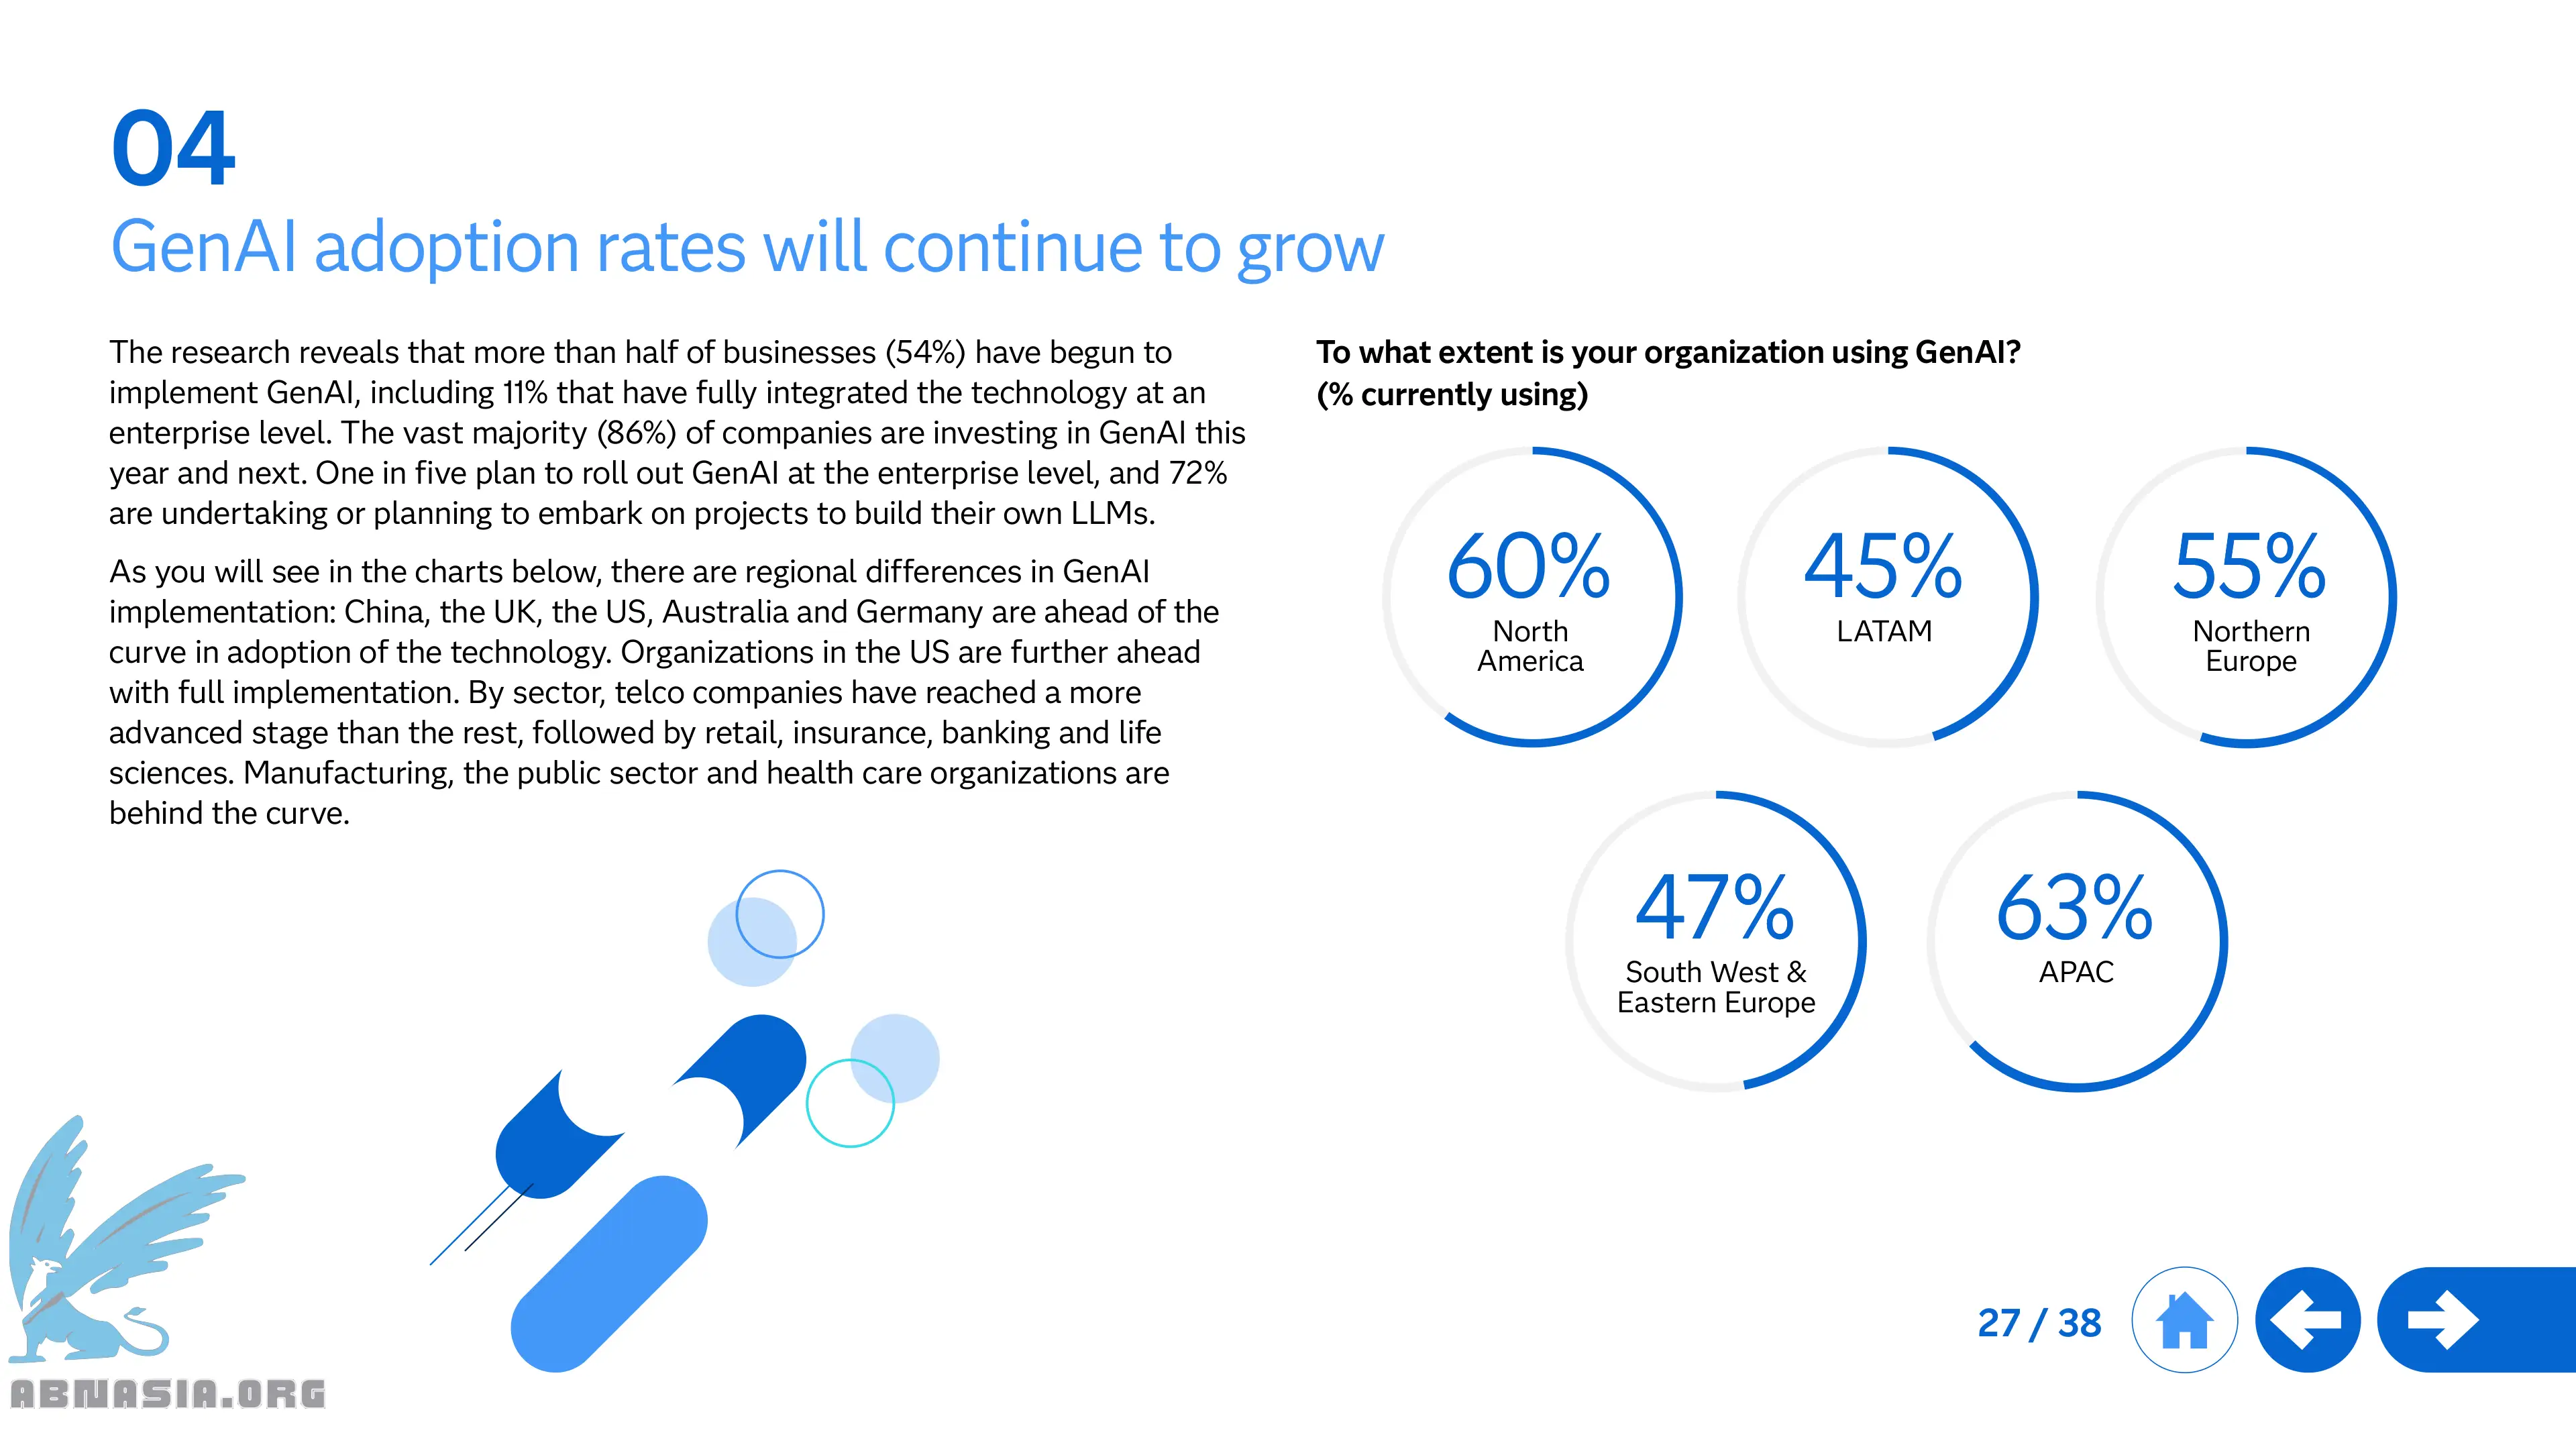 04
GenAI adoption rates will continue to grow
The research reveals that more than half of businesses (54%) have begun to
implement GenAI, including 11% that have fully integrated the technology at an
enterprise level. The vast majority (86%) of companies are investing in GenAI this
year and next. One in five plan to roll out GenAI at the enterprise level, and 72%
are undertaking or planning to embark on projects to build their own LLMs.
As you will see in the charts below, there are regional differences in GenAI
implementation: China, the UK, the US, Australia and Germany are ahead of the
curve in adoption of the technology. Organizations in the US are further ahead
with full implementation. By sector, telco companies have reached a more
advanced stage than the rest, followed by retail, insurance, banking and life
sciences. Manufacturing, the public sector and health care organizations are
behind the curve.
To what extent is your organization using GenAI?
(% currently using)
60%
North
America
45%
LATAM
55%
Northern
Europe
47%
South West &
Eastern Europe
63%
APAC
ABNASIA.ORG
27 / 38